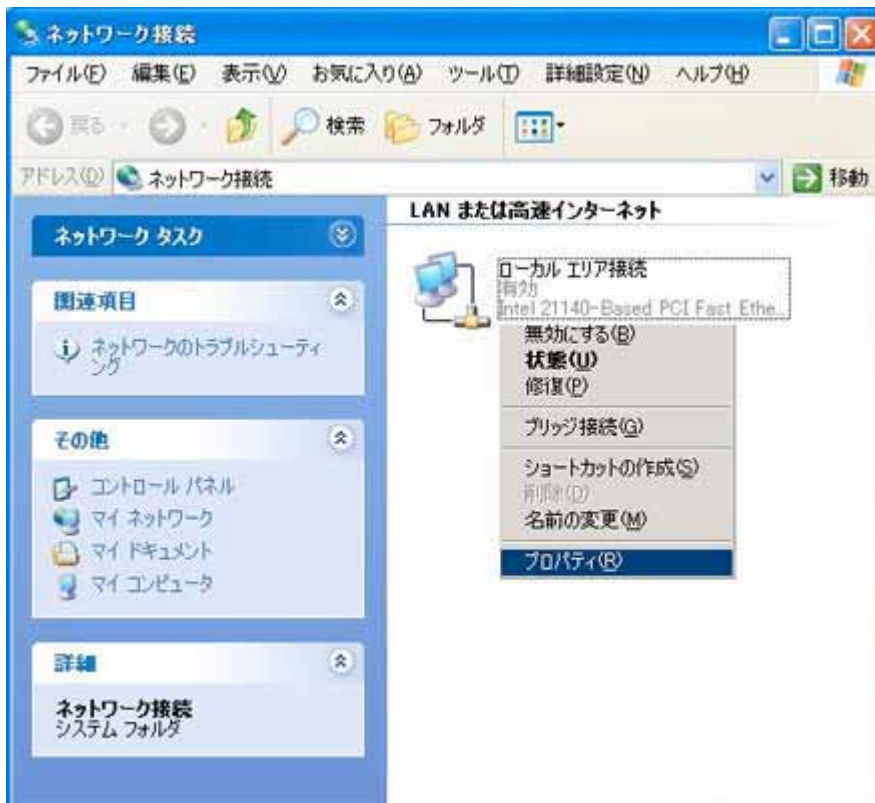 ネットワーク接続
ファイル(F) 編集(E) 表示(V) お気に入り(A) ツール(T) 詳細設定(N) ヘルプ(H)
戻る 検索 フォルダ
アドレス(D) ネットワーク接続 移動
ネットワーク タスク
関連項目
ネットワークのトラブルシューティ
ング
その他
コントロール パネル
マイ ネットワーク
マイ ドキュメント
マイ コンピュータ
詳細
ネットワーク接続
システム フォルダ
LAN または高速インターネット
ローカル エリア接続
有効
Intel 21140-Based PCI Fast Ethe...
無効にする(B)
状態(U)
修復(P)
ブリッジ接続(G)
ショートカットの作成(S)
削除(D)
名前の変更(M)
プロパティ(R)